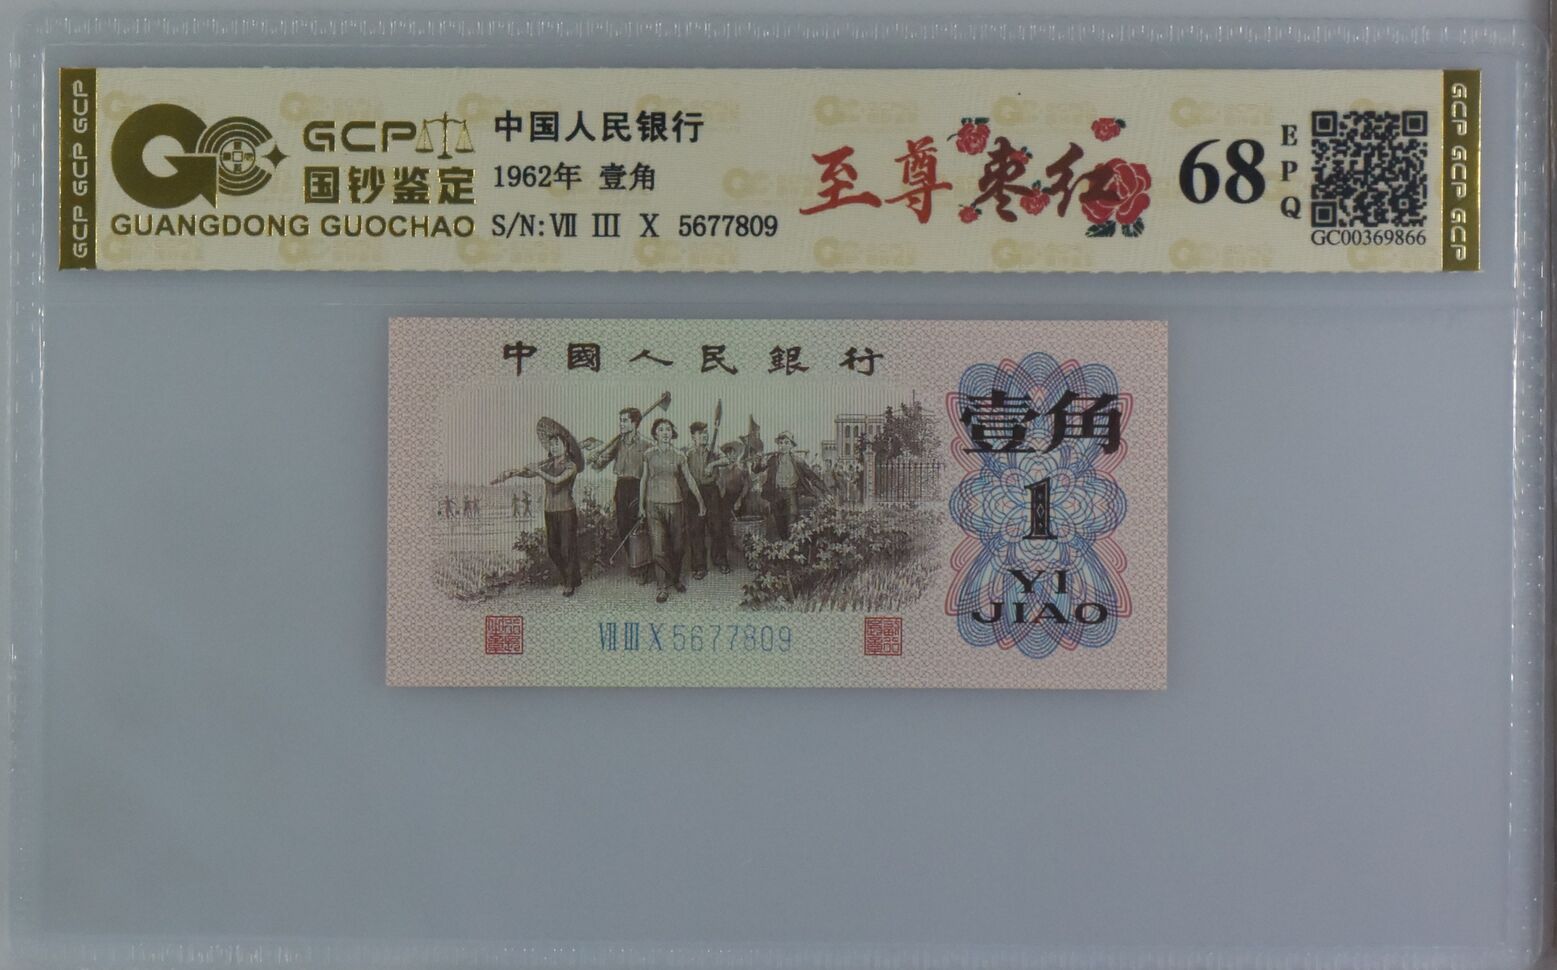 GCP GCP GCP
GCP
国钞鉴定
GUANGDONG GUOCHAO
中国人民银行
1962年 壹角
S/N: Ⅶ Ⅲ Ⅹ 5677809
至尊枣红
68
EPQ
GC00369866
GCP GCP GCP
中國人民銀行
壹角
1
YI
JIAO
Ⅶ Ⅲ Ⅹ 5677809